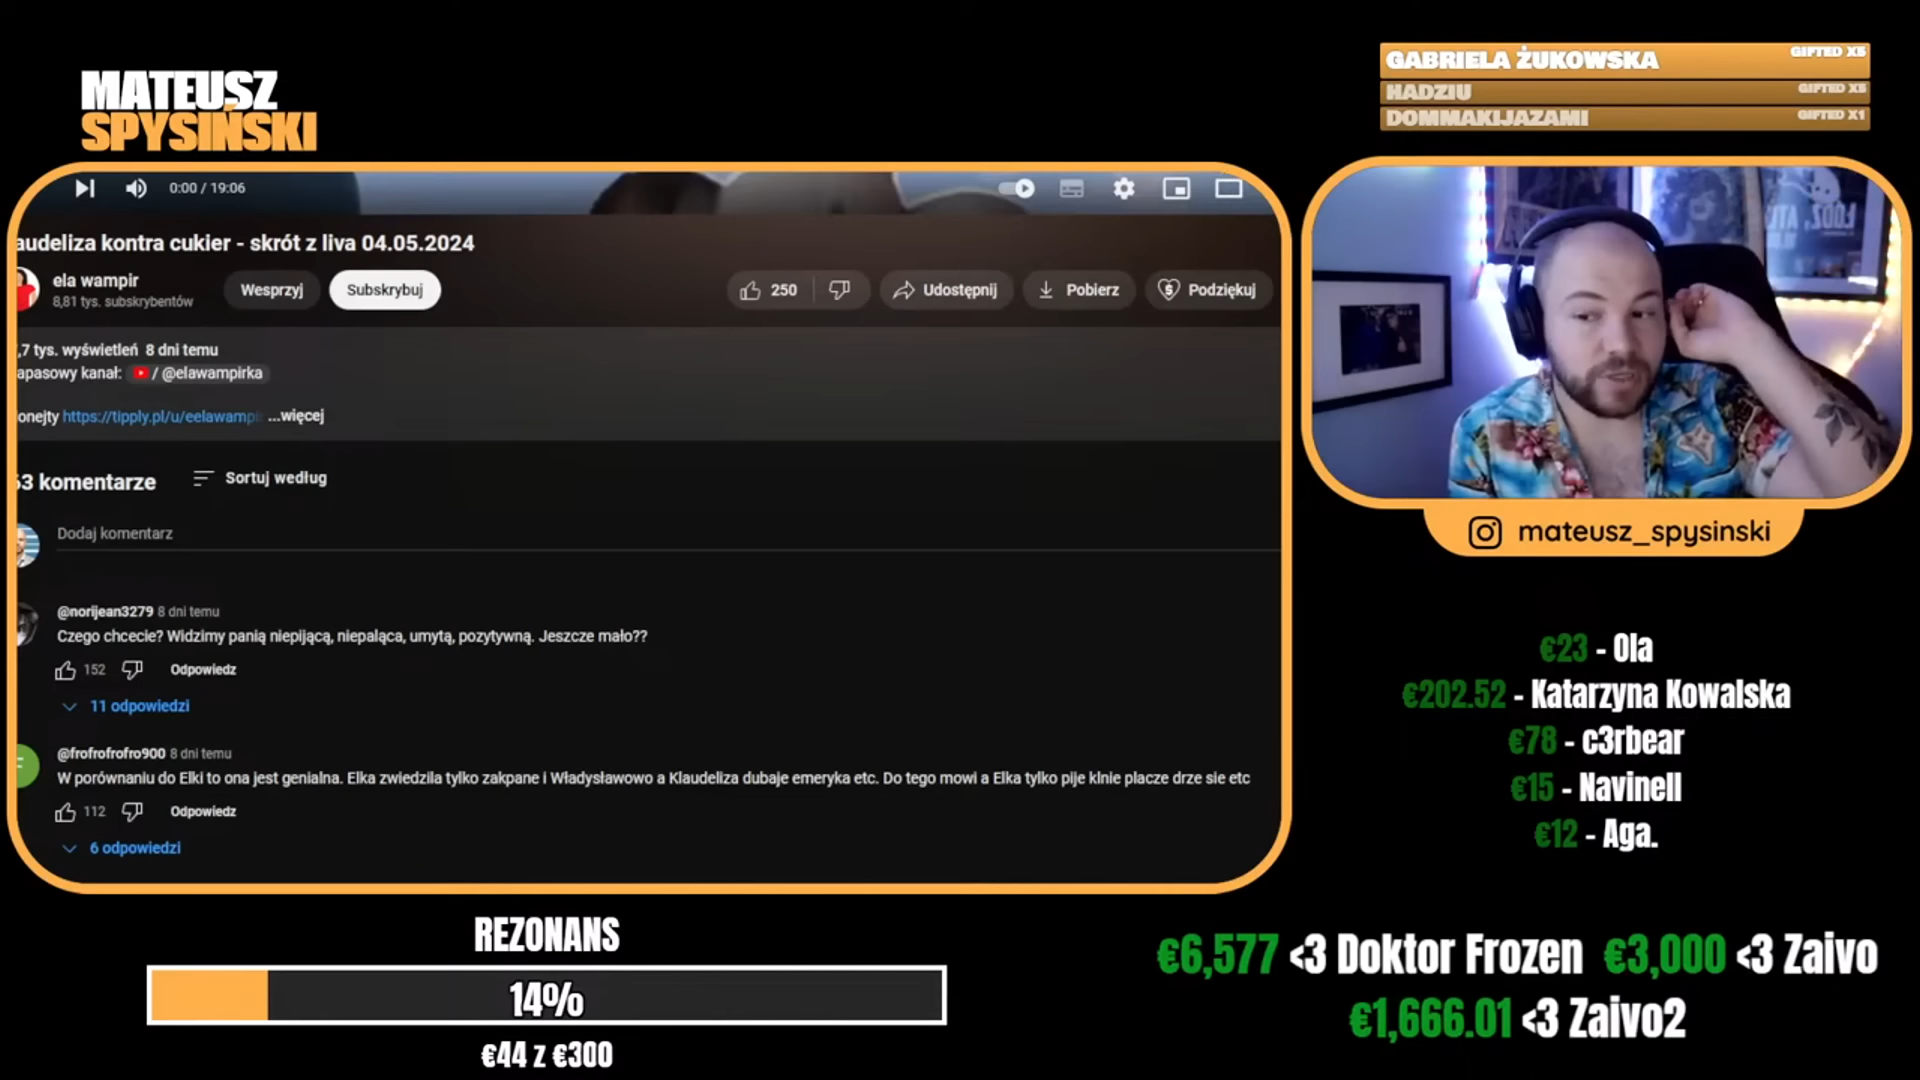 MATEUSZ
SPYSIŃSKI
GABRIELA ŻUKOWSKA GIFTED X5
HADZIU GIFTED X5
DOMMAKIJAZAMI GIFTED X1
0:00 / 19:06
audeliza kontra cukier - skrót z liva 04.05.2024
ela wampir
8,81 tys. subskrybentów
Wesprzyj
Subskrybuj
250
Udostępnij
Pobierz
Podziękuj
,7 tys. wyświetleń 8 dni temu
apasowy kanał: / @elawampirka
onejty https://tipply.pl/u/eelawampi ...więcej
63 komentarze
Sortuj według
Dodaj komentarz
@norijean3279 8 dni temu
Czego chcecie? Widzimy panią niepijącą, niepaląca, umytą, pozytywną. Jeszcze mało??
152 Odpowiedz
11 odpowiedzi
@frofrofrofro900 8 dni temu
W porównaniu do Elki to ona jest genialna. Elka zwiedzila tylko zakpane i Władysławowo a Klaudeliza dubaje emeryka etc. Do tego mowi a Elka tylko pije klnie placze drze sie etc
112 Odpowiedz
6 odpowiedzi
mateusz_spysinski
€23 - Ola
€202.52 - Katarzyna Kowalska
€78 - c3rbear
€15 - Navinell
€12 - Aga.
REZONANS
14%
€44 z €300
€6,577 <3 Doktor Frozen €3,000 <3 Zaivo
€1,666.01 <3 Zaivo2